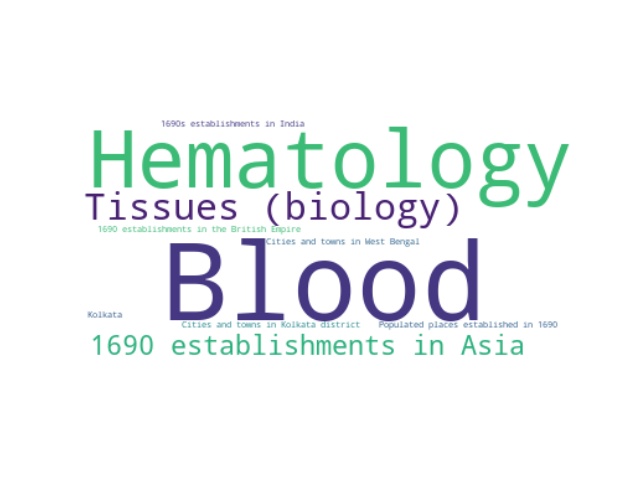 1690s establishments in India
Hematology
Tissues (biology)
1690 establishments in the British Empire
Cities and towns in West Bengal
Blood
Kolkata
Cities and towns in Kolkata district
Populated places established in 1690
1690 establishments in Asia